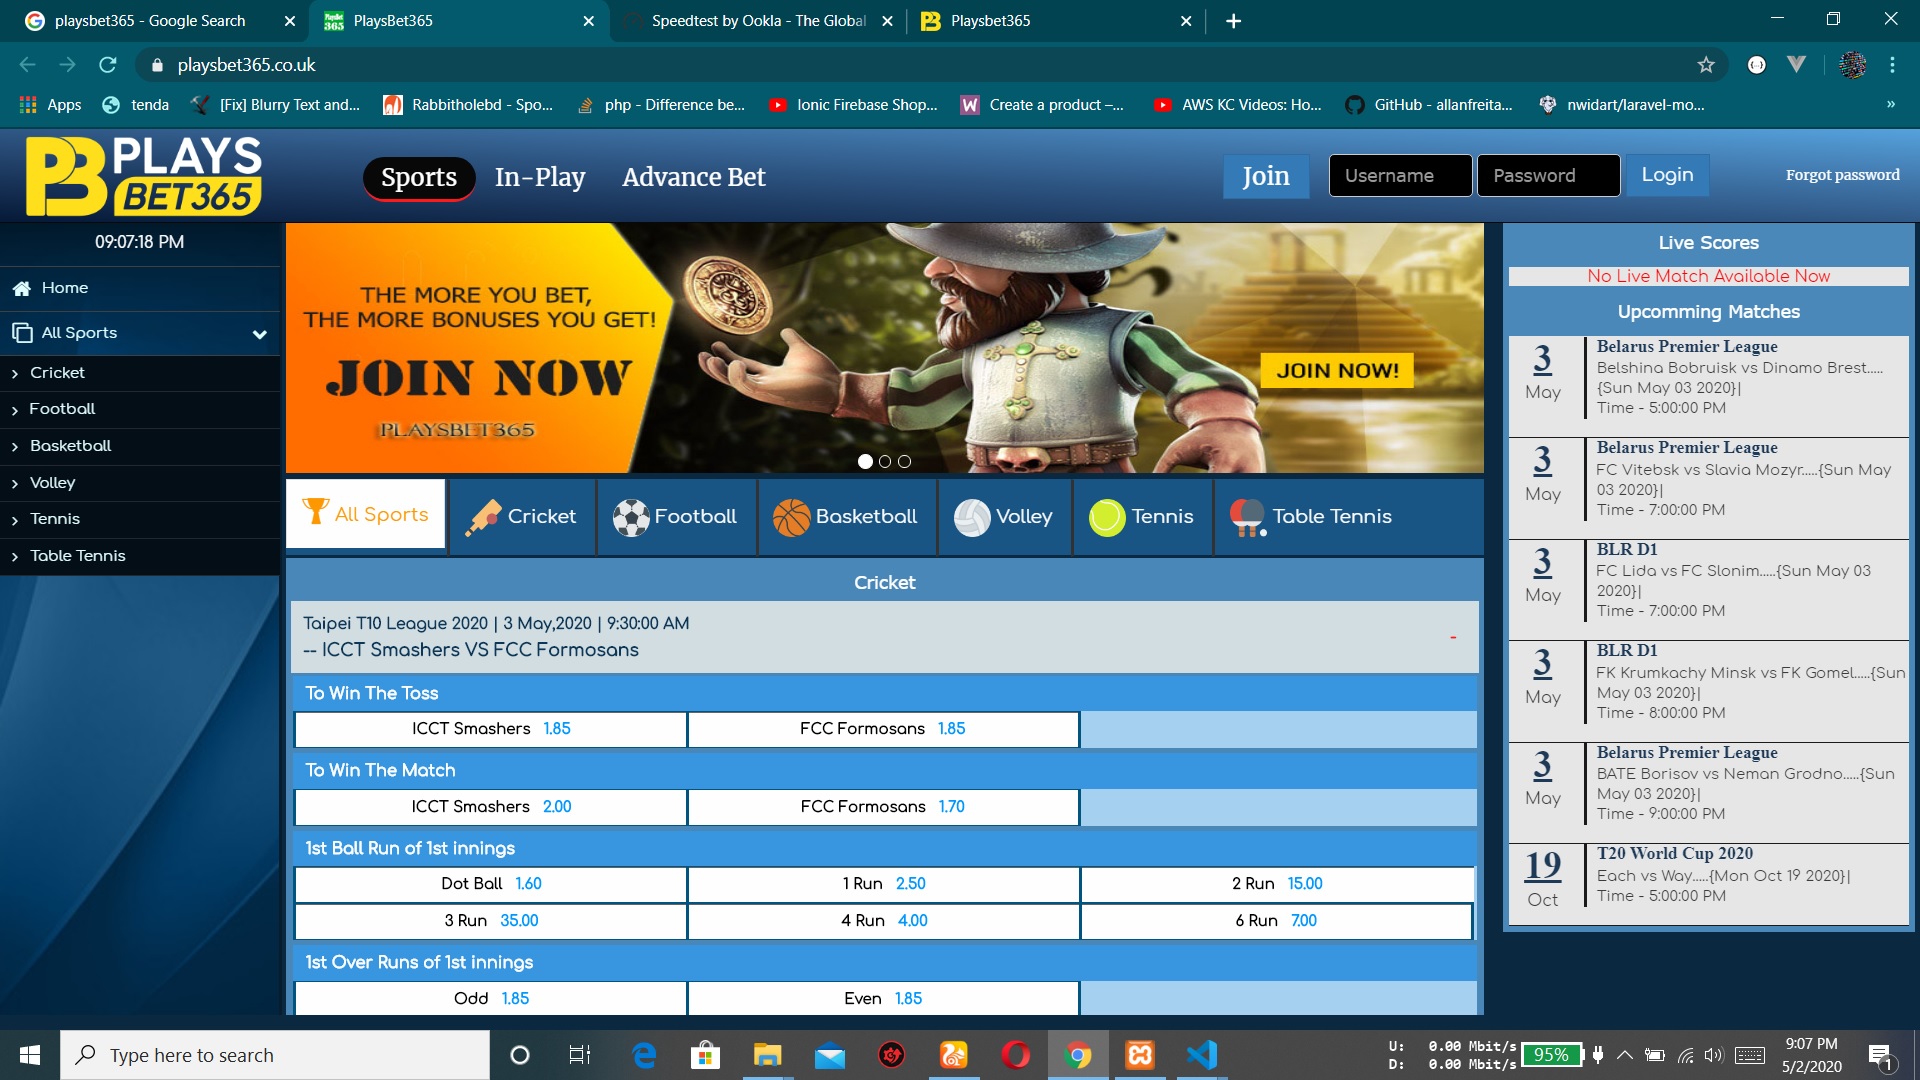 playsbet365 - Google Search
PlaysBet365
Speedtest by Ookla - The Global
Playsbet365
playsbet365.co.uk
Apps
tenda
[Fix] Blurry Text and...
Rabbitholebd - Spo...
php - Difference be...
Ionic Firebase Shop...
Create a product –...
AWS KC Videos: Ho...
GitHub - allanfreita...
nwidart/laravel-mo...
»
PB PLAYS
BET365
Sports
In-Play
Advance Bet
Join
Username
Password
Login
Forgot password
09:07:18 PM
Home
All Sports
Cricket
Football
Basketball
Volley
Tennis
Table Tennis
THE MORE YOU BET,
THE MORE BONUSES YOU GET!
JOIN NOW
PLAYSBET365
JOIN NOW!
All Sports
Cricket
Football
Basketball
Volley
Tennis
Table Tennis
Cricket
Taipei T10 League 2020 | 3 May,2020 | 9:30:00 AM
-- ICCT Smashers VS FCC Formosans
-
To Win The Toss
ICCT Smashers 1.85
FCC Formosans 1.85
To Win The Match
ICCT Smashers 2.00
FCC Formosans 1.70
1st Ball Run of 1st innings
Dot Ball 1.60
1 Run 2.50
2 Run 15.00
3 Run 35.00
4 Run 4.00
6 Run 7.00
1st Over Runs of 1st innings
Odd 1.85
Even 1.85
Live Scores
No Live Match Available Now
Upcomming Matches
3
May
Belarus Premier League
Belshina Bobruisk vs Dinamo Brest.....
{Sun May 03 2020}|
Time - 5:00:00 PM
3
May
Belarus Premier League
FC Vitebsk vs Slavia Mozyr.....{Sun May
03 2020}|
Time - 7:00:00 PM
3
May
BLR D1
FC Lida vs FC Slonim.....{Sun May 03
2020}|
Time - 7:00:00 PM
3
May
BLR D1
FK Krumkachy Minsk vs FK Gomel.....{Sun
May 03 2020}|
Time - 8:00:00 PM
3
May
Belarus Premier League
BATE Borisov vs Neman Grodno.....{Sun
May 03 2020}|
Time - 9:00:00 PM
19
Oct
T20 World Cup 2020
Each vs Way.....{Mon Oct 19 2020}|
Time - 5:00:00 PM
Type here to search
U: 0.00 Mbit/s
D: 0.00 Mbit/s
95%
9:07 PM
5/2/2020
1